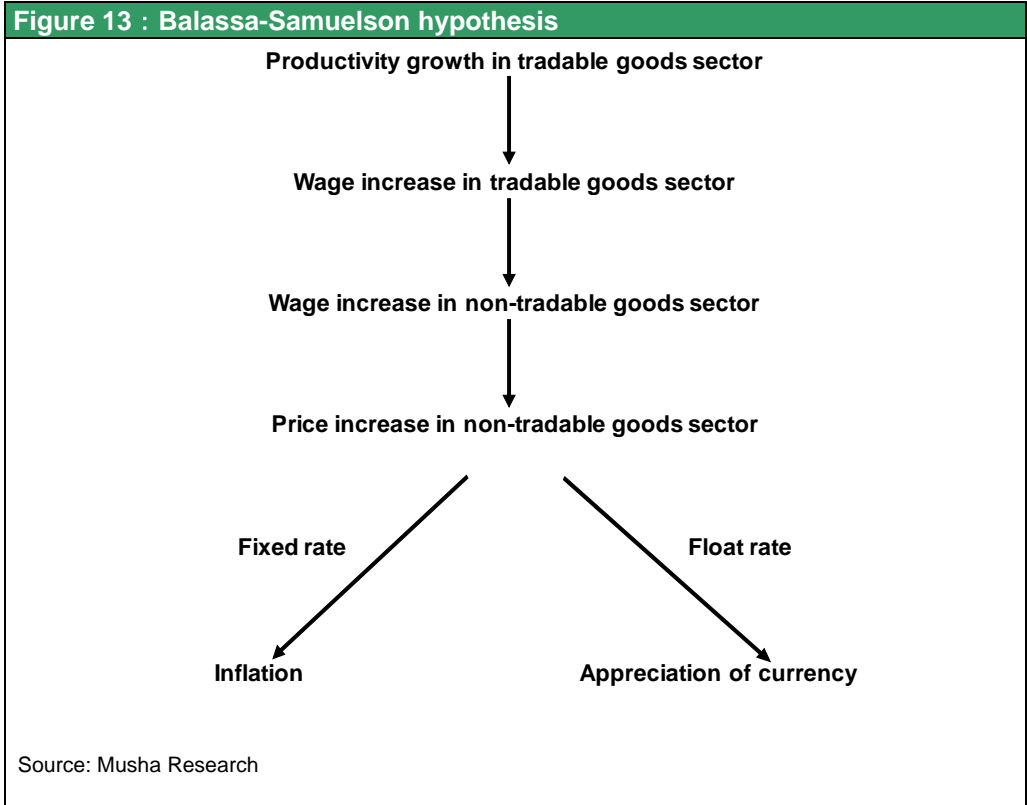 Figure 13：Balassa-Samuelson hypothesis
Productivity growth in tradable goods sector
Wage increase in tradable goods sector
Wage increase in non-tradable goods sector
Price increase in non-tradable goods sector
Fixed rate
Float rate
Inflation
Appreciation of currency
Source: Musha Research